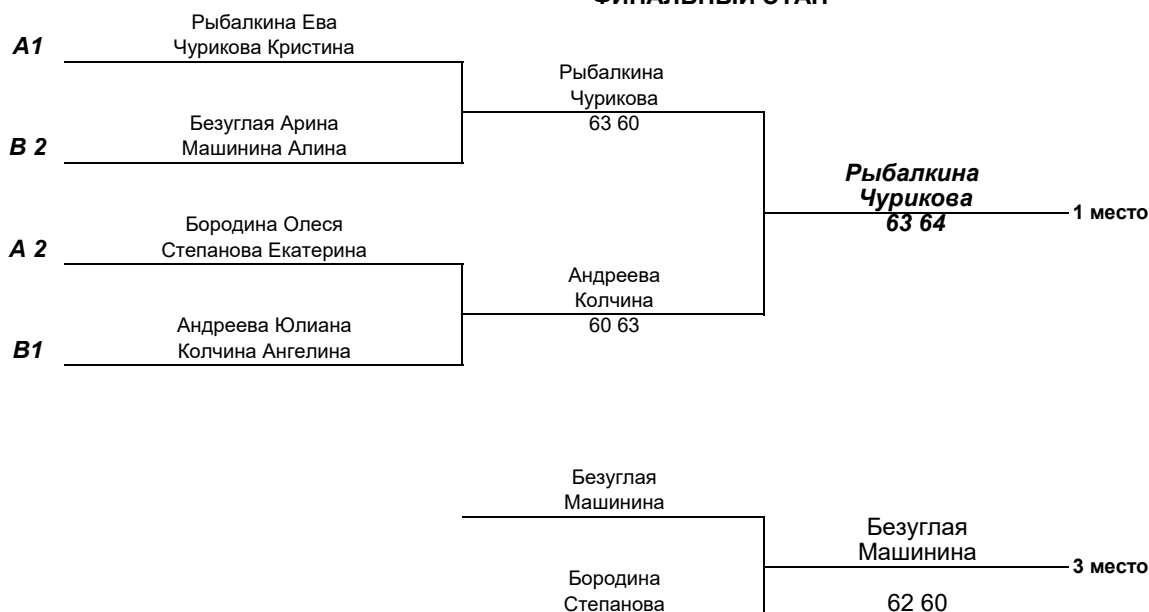 ФИНАЛЬНЫЙ ЭТАП
Рыбалкина Ева
A1 Чурикова Кристина
Рыбалкина
Чурикова
63 60
Безуглая Арина
B 2 Машинина Алина
Рыбалкина
Чурикова
63 64
1 место
Бородина Олеся
A 2 Степанова Екатерина
Андреева
Колчина
60 63
Андреева Юлиана
B1 Колчина Ангелина
Безуглая
Машинина
Безуглая
Машинина
3 место
62 60
Бородина
Степанова